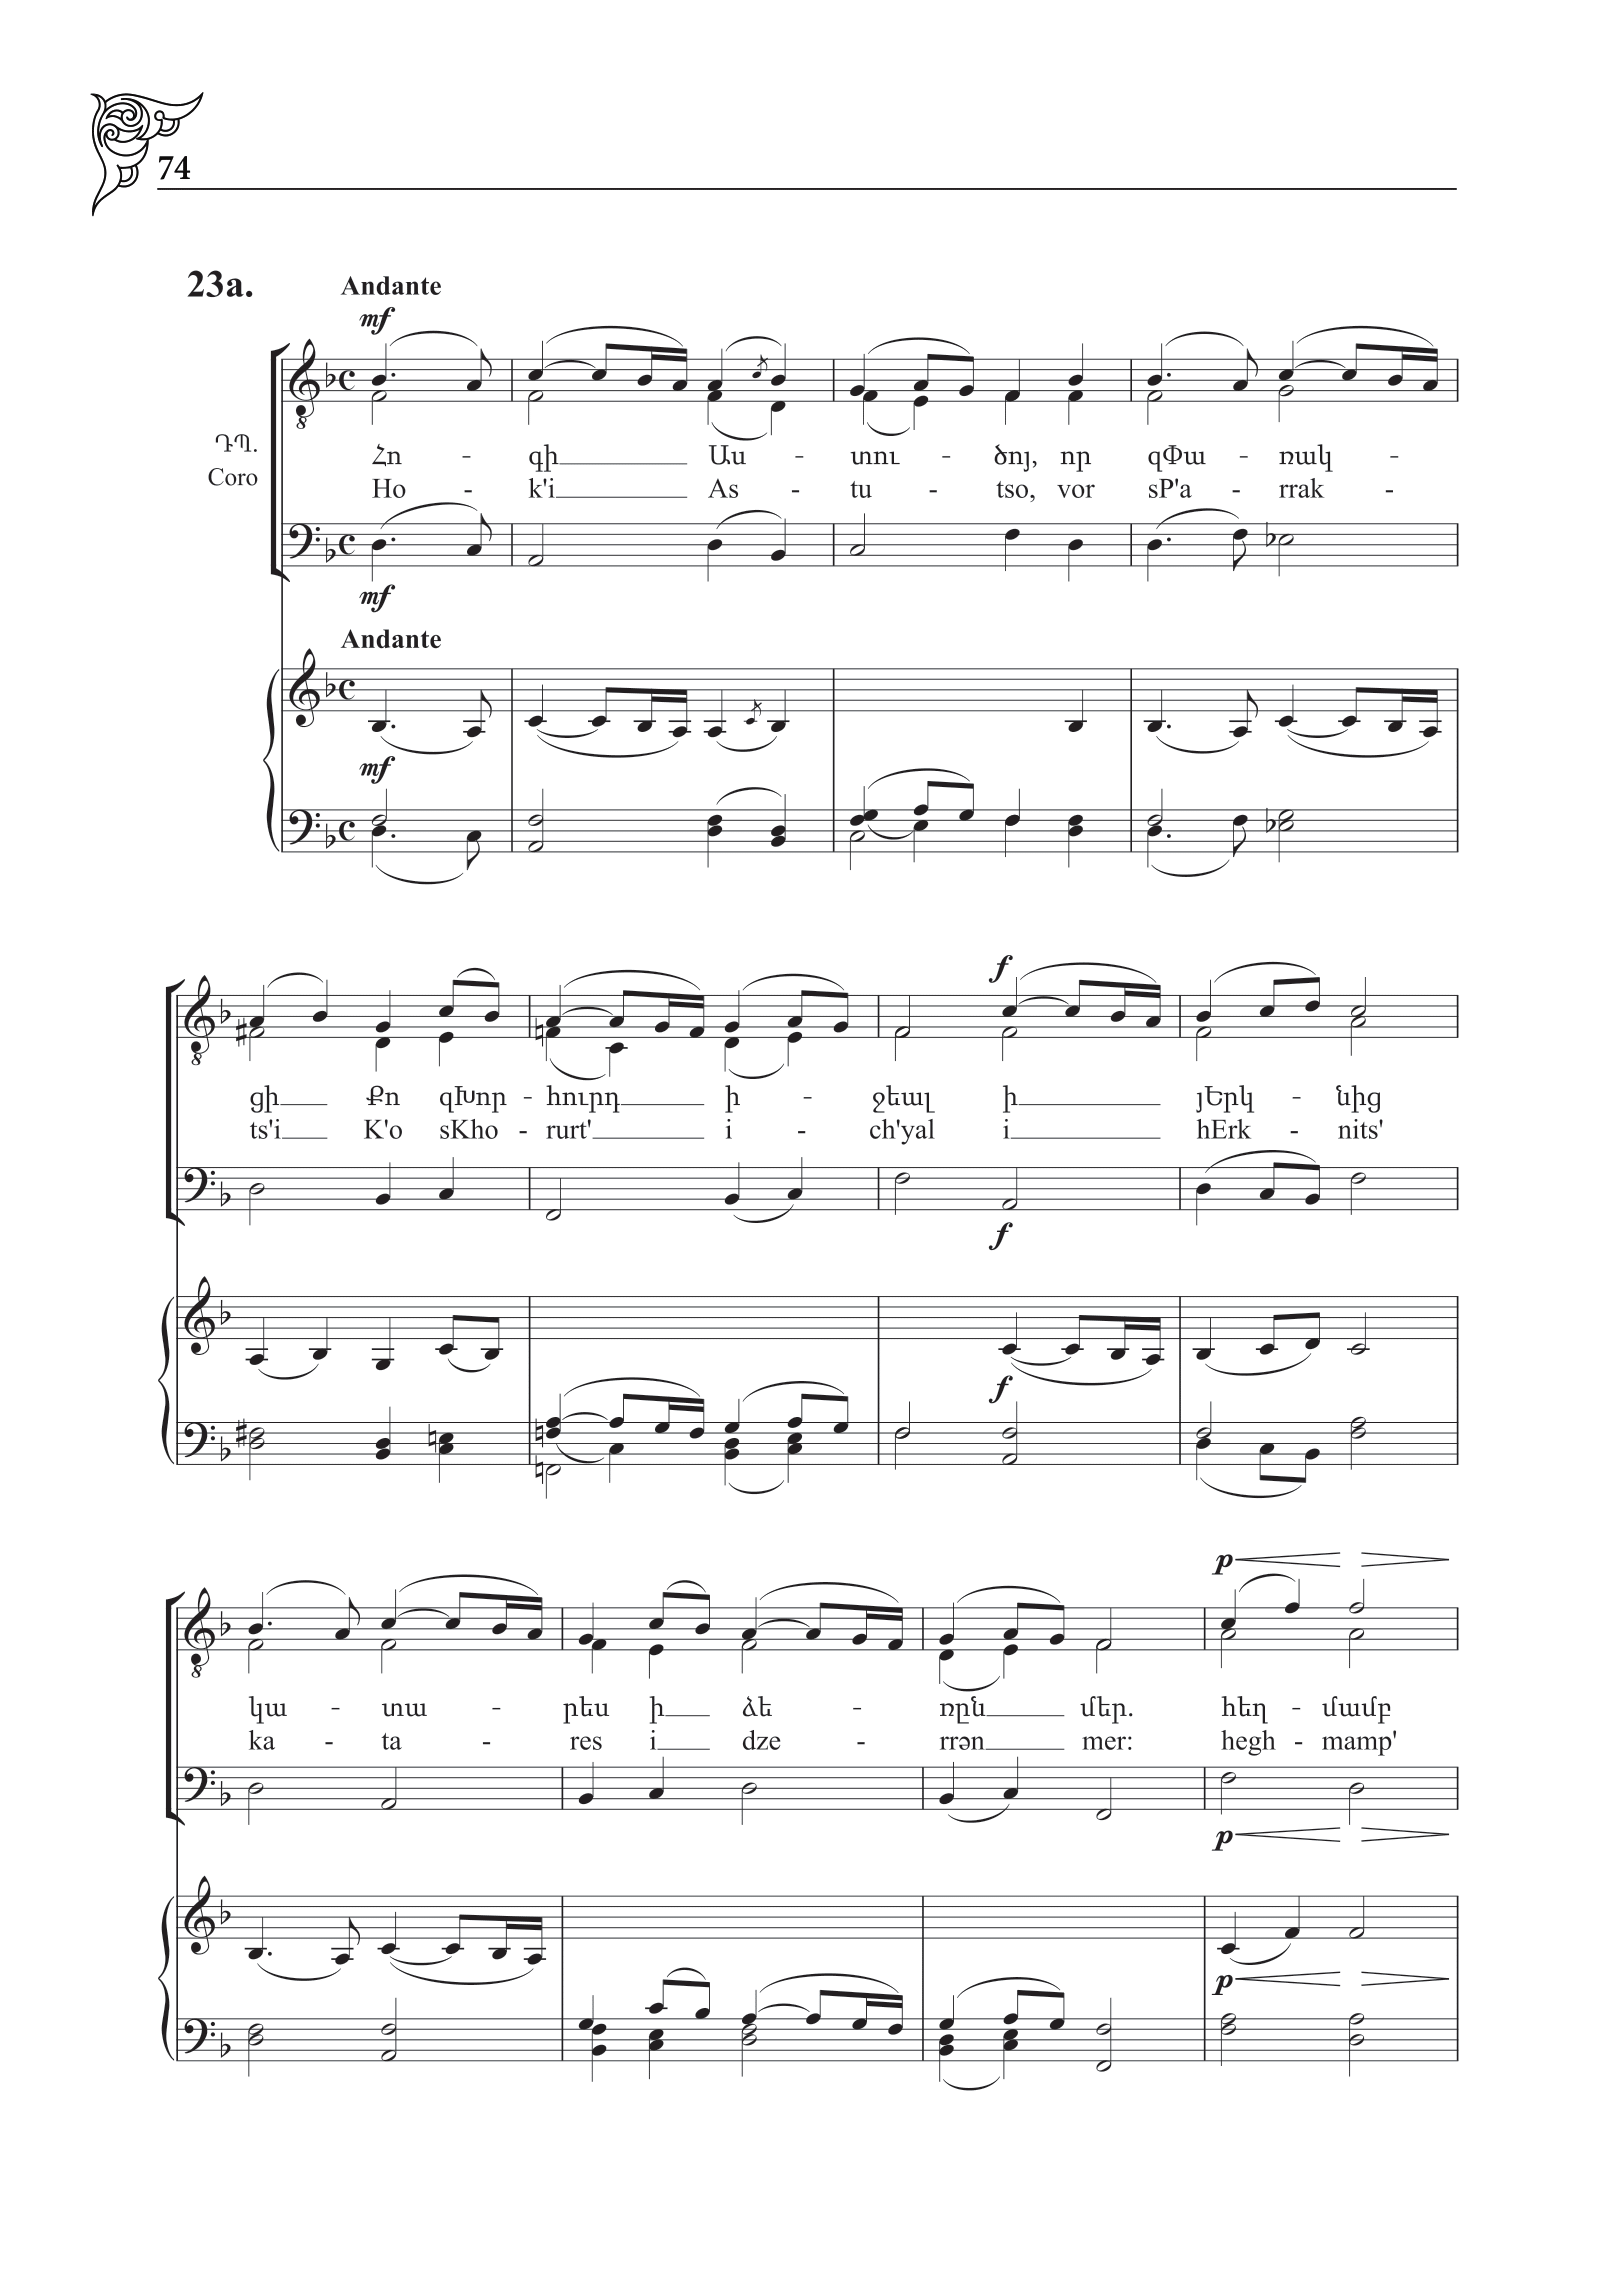 74
23a.
Andante
mf
ԴՊ.
Coro
Հո - գի Աս - տու - ծոյ, որ զՓա - ռակ -
Ho - k'i As - tu - tso, vor sP'a - rrak -
mf
Andante
mf
f
ցի Քո զԽոր - հուրդ ի - ջեալ ի յԵրկ - նից
ts'i K'o sKho - rurt' i - ch'yal i hErk - nits'
f
f
p
կա - տա - րես ի ձե - ռըն մեր. հեղ - մամբ
ka - ta - res i dze - rrən mer: hegh - mamp'
p
p